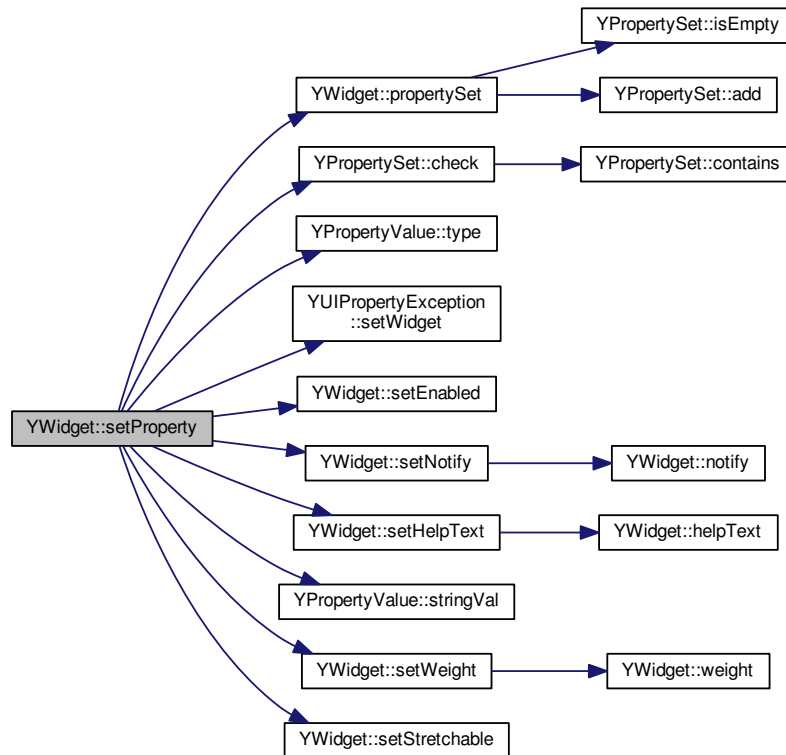 YPropertySet::isEmpty
YWidget::propertySet
YPropertySet::add
YPropertySet::check
YPropertySet::contains
YPropertyValue::type
YUIPropertyException
::setWidget
YWidget::setEnabled
YWidget::setProperty
YWidget::setNotify
YWidget::notify
YWidget::setHelpText
YWidget::helpText
YPropertyValue::stringVal
YWidget::setWeight
YWidget::weight
YWidget::setStretchable